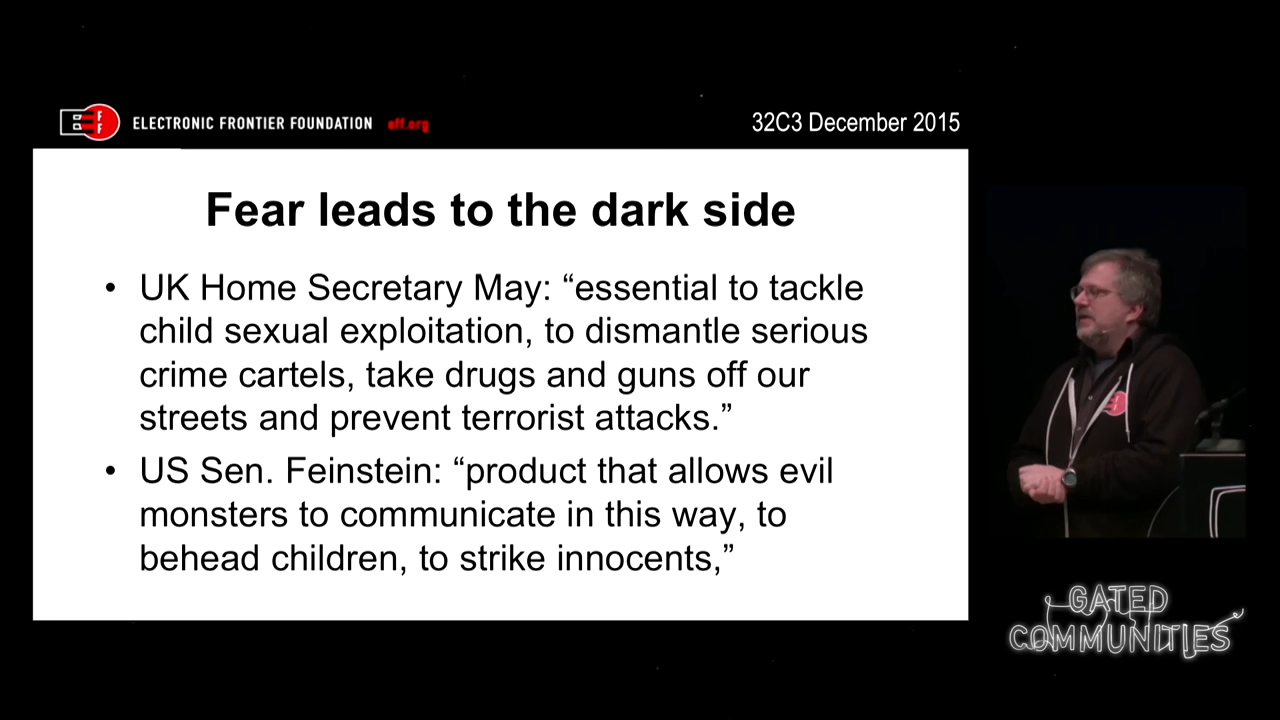 ELECTRONIC FRONTIER FOUNDATION eff.org
32C3 December 2015
Fear leads to the dark side
• UK Home Secretary May: “essential to tackle
child sexual exploitation, to dismantle serious
crime cartels, take drugs and guns off our
streets and prevent terrorist attacks.”
• US Sen. Feinstein: “product that allows evil
monsters to communicate in this way, to
behead children, to strike innocents,”
GATED
COMMUNITIES